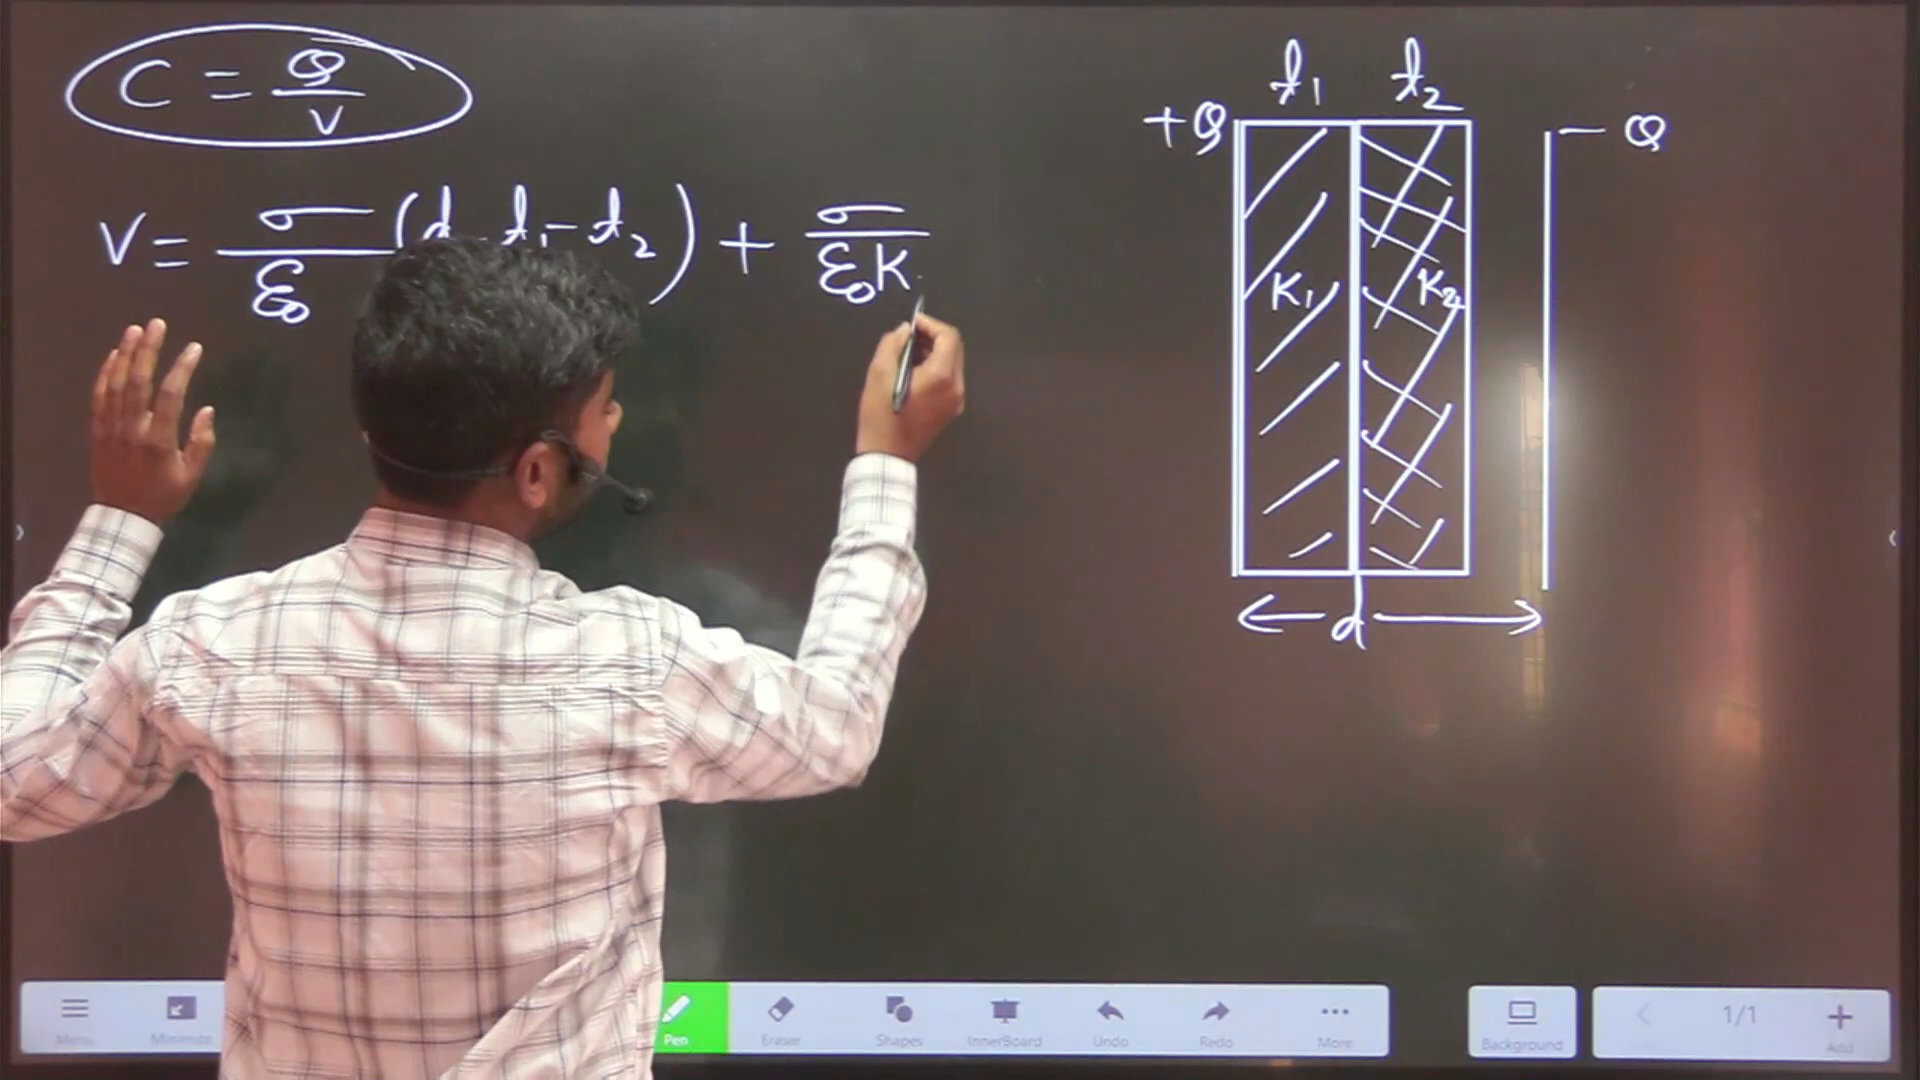 C = Q/V
V = σ/ε₀ (d t₁ - t₂) + σ/ε₀K
t₁ t₂
+Q - Q
K₁ K₂
d
Menu Minimize Pen Eraser Shapes InnerBoard Undo Redo More Background 1/1 Add